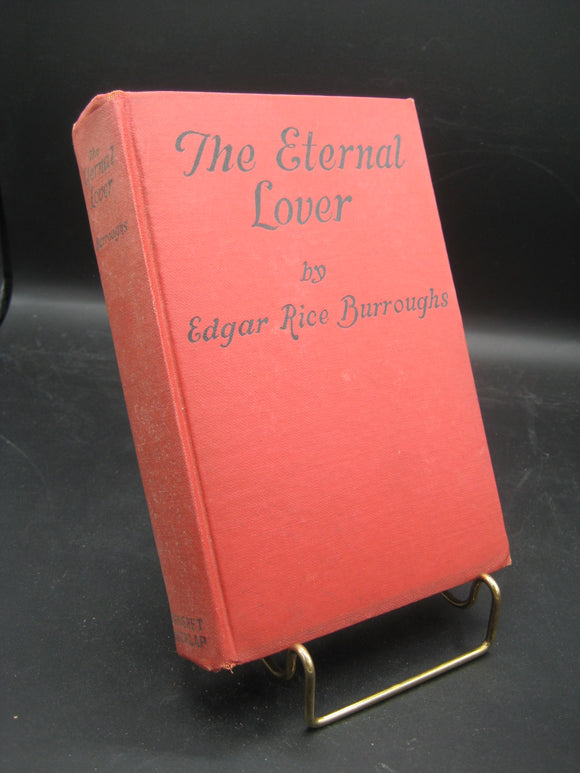 The Eternal
Lover
by
Edgar Rice Burroughs
The
Eternal
Lover
Burroughs